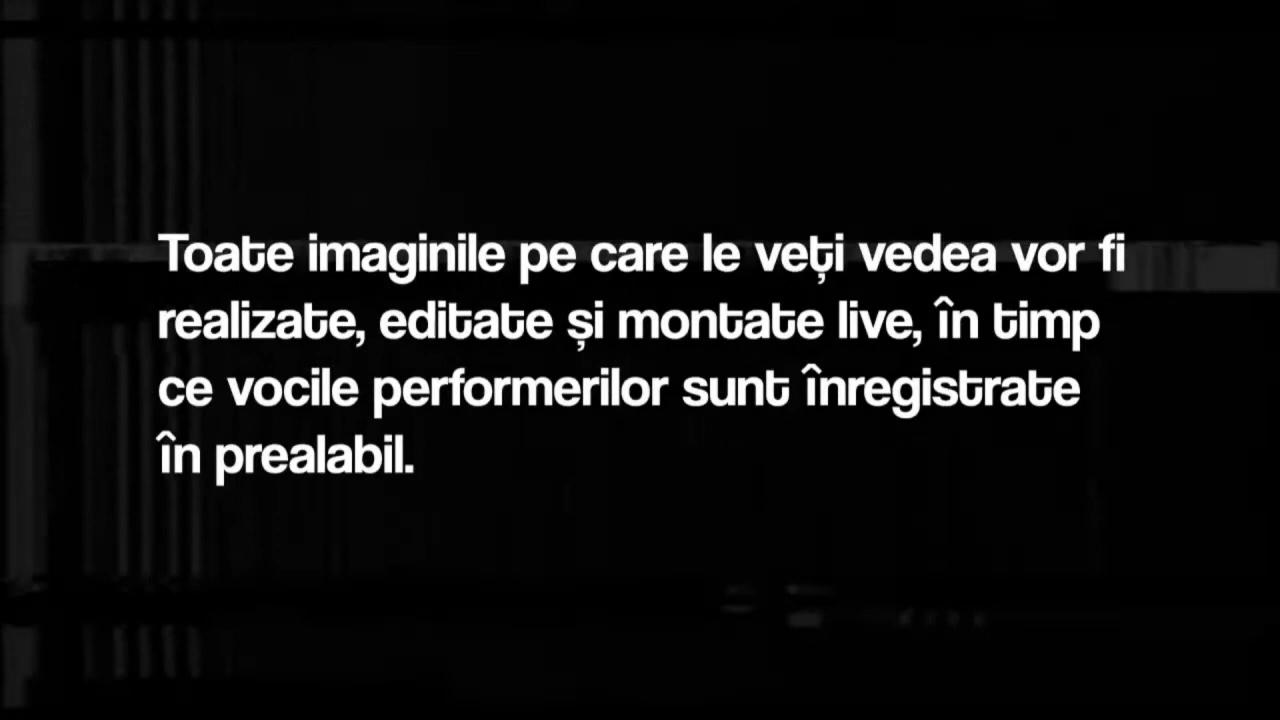 Toate imaginile pe care le veți vedea vor fi
realizate, editate și montate live, în timp
ce vocile performerilor sunt înregistrate
în prealabil.